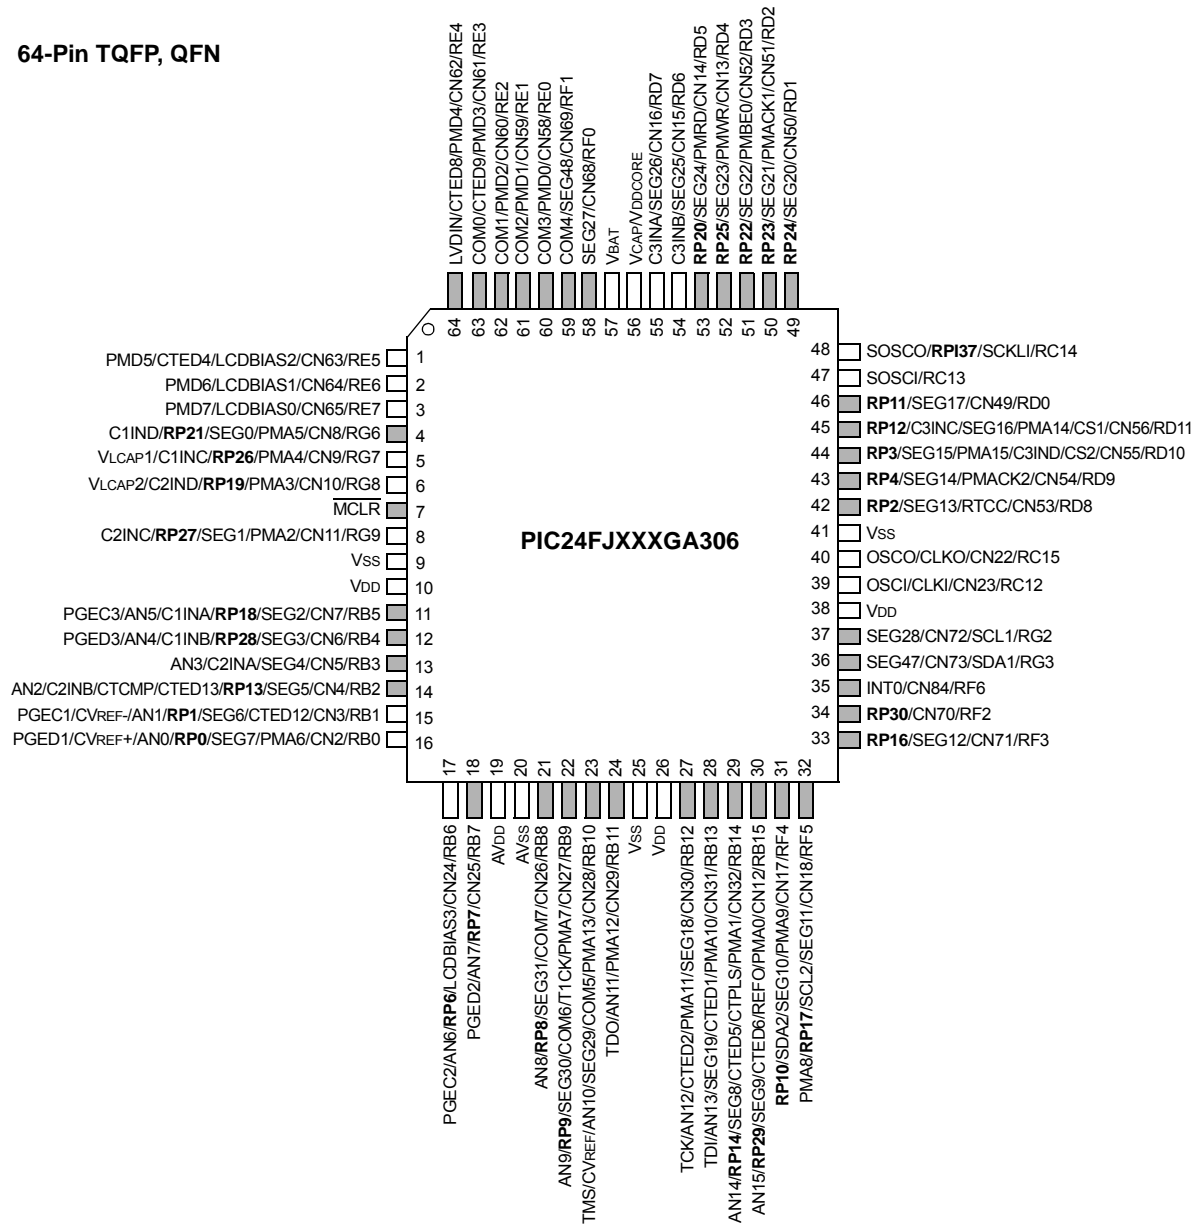 64-Pin TQFP, QFN
LVDIN/CTED8/PMD4/CN62/RE4
COM0/CTED9/PMD3/CN61/RE3
COM1/PMD2/CN60/RE2
COM2/PMD1/CN59/RE1
COM3/PMD0/CN58/RE0
COM4/SEG48/CN69/RF1
SEG27/CN68/RF0
VBAT
VCAP/VDDCORE
C3INA/SEG26/CN16/RD7
C3INB/SEG25/CN15/RD6
RP20/SEG24/PMRD/CN14/RD5
RP25/SEG23/PMWR/CN13/RD4
RP22/SEG22/PMBE0/CN52/RD3
RP23/SEG21/PMACK1/CN51/RD2
RP24/SEG20/CN50/RD1
64 63 62 61 60 59 58 57 56 55 54 53 52 51 50 49
PMD5/CTED4/LCDBIAS2/CN63/RE5 1
PMD6/LCDBIAS1/CN64/RE6 2
PMD7/LCDBIAS0/CN65/RE7 3
C1IND/RP21/SEG0/PMA5/CN8/RG6 4
VLCAP1/C1INC/RP26/PMA4/CN9/RG7 5
VLCAP2/C2IND/RP19/PMA3/CN10/RG8 6
MCLR 7
C2INC/RP27/SEG1/PMA2/CN11/RG9 8
VSS 9
VDD 10
PGEC3/AN5/C1INA/RP18/SEG2/CN7/RB5 11
PGED3/AN4/C1INB/RP28/SEG3/CN6/RB4 12
AN3/C2INA/SEG4/CN5/RB3 13
AN2/C2INB/CTCMP/CTED13/RP13/SEG5/CN4/RB2 14
PGEC1/CVREF-/AN1/RP1/SEG6/CTED12/CN3/RB1 15
PGED1/CVREF+/AN0/RP0/SEG7/PMA6/CN2/RB0 16
PIC24FJXXXGA306
48 SOSCO/RPI37/SCKLI/RC14
47 SOSCI/RC13
46 RP11/SEG17/CN49/RD0
45 RP12/C3INC/SEG16/PMA14/CS1/CN56/RD11
44 RP3/SEG15/PMA15/C3IND/CS2/CN55/RD10
43 RP4/SEG14/PMACK2/CN54/RD9
42 RP2/SEG13/RTCC/CN53/RD8
41 VSS
40 OSCO/CLKO/CN22/RC15
39 OSCI/CLKI/CN23/RC12
38 VDD
37 SEG28/CN72/SCL1/RG2
36 SEG47/CN73/SDA1/RG3
35 INT0/CN84/RF6
34 RP30/CN70/RF2
33 RP16/SEG12/CN71/RF3
17 18 19 20 21 22 23 24 25 26 27 28 29 30 31 32
PGEC2/AN6/RP6/LCDBIAS3/CN24/RB6
PGED2/AN7/RP7/CN25/RB7
AVDD
AVSS
AN8/RP8/SEG31/COM7/CN26/RB8
AN9/RP9/SEG30/COM6/T1CK/PMA7/CN27/RB9
TMS/CVREF/AN10/SEG29/COM5/PMA13/CN28/RB10
TDO/AN11/PMA12/CN29/RB11
VSS
VDD
TCK/AN12/CTED2/PMA11/SEG18/CN30/RB12
TDI/AN13/SEG19/CTED1/PMA10/CN31/RB13
AN14/RP14/SEG8/CTED5/CTPLS/PMA1/CN32/RB14
AN15/RP29/SEG9/CTED6/REFO/PMA0/CN12/RB15
RP10/SDA2/SEG10/PMA9/CN17/RF4
PMA8/RP17/SCL2/SEG11/CN18/RF5